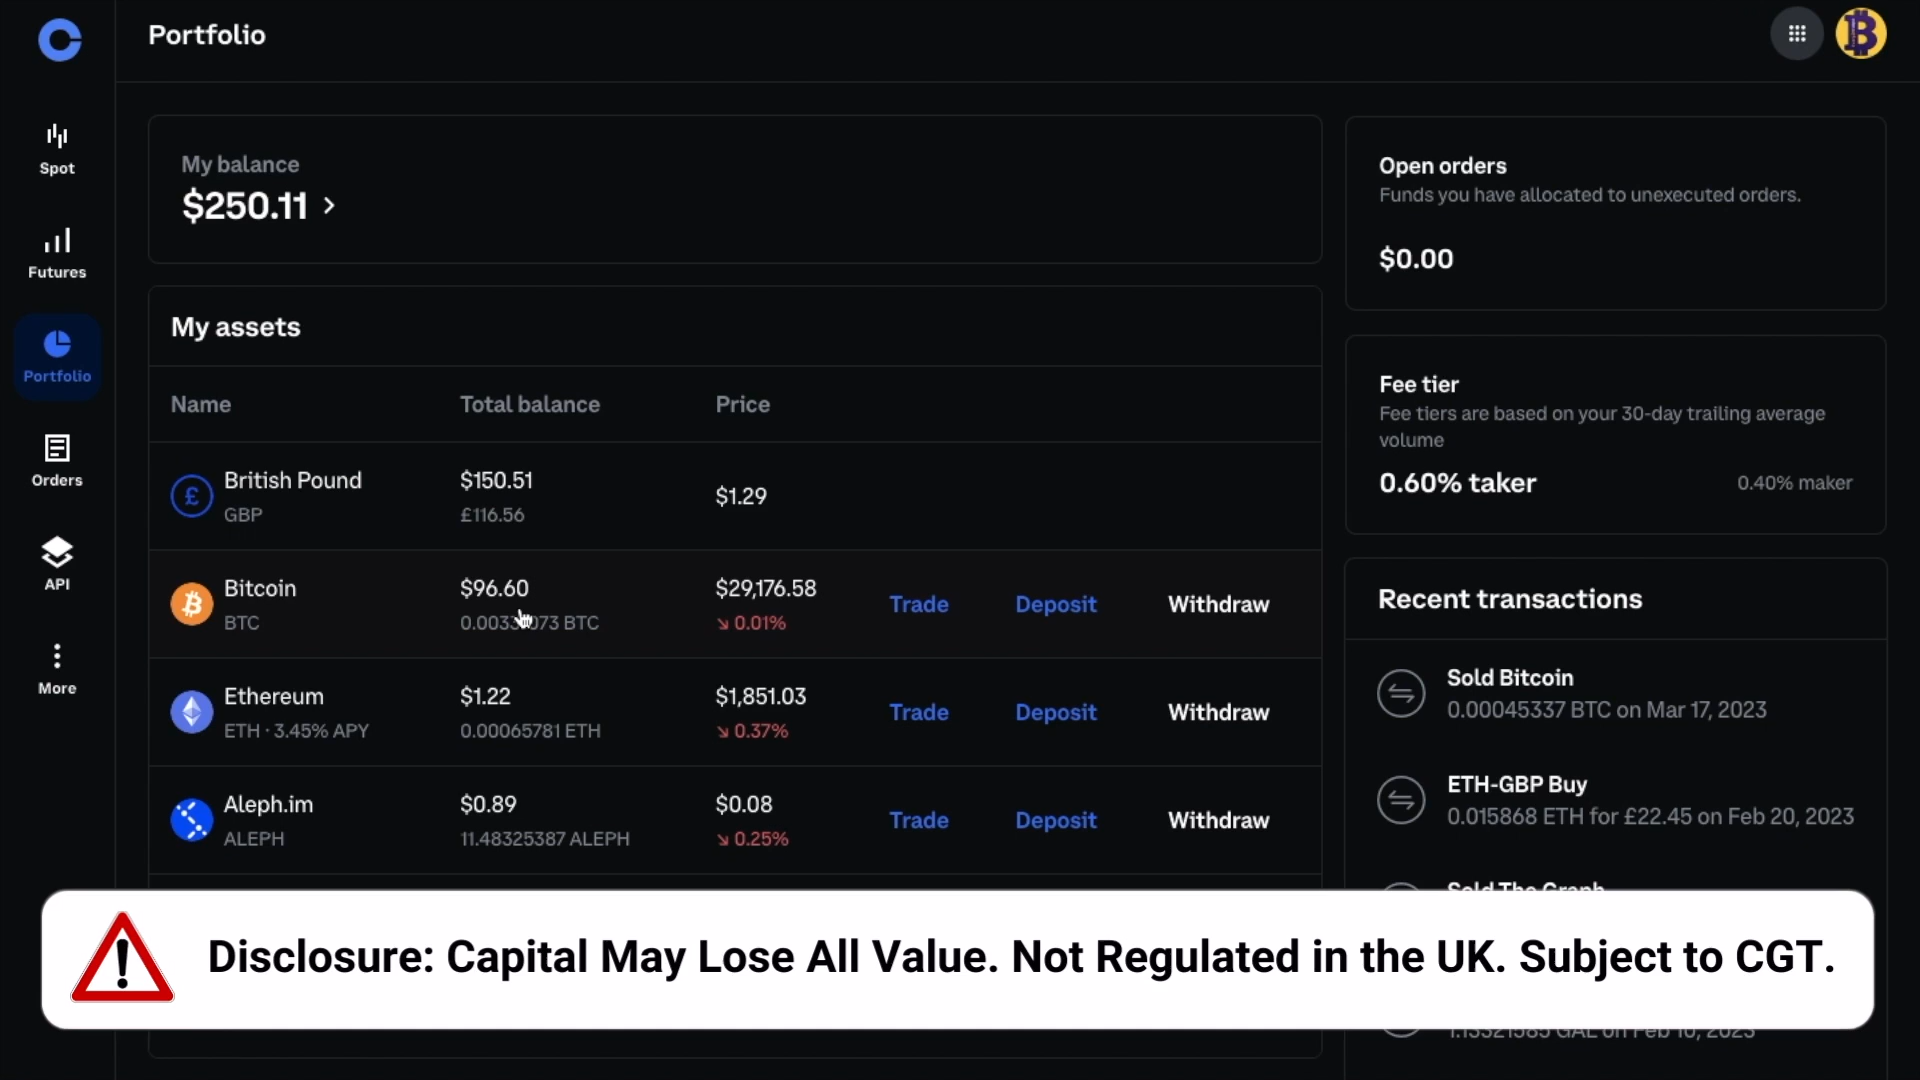 Portfolio
Spot
Futures
Portfolio
Orders
API
More
My balance
$250.11
My assets
Name Total balance Price
British Pound $150.51 $1.29
GBP £116.56
Bitcoin $96.60 $29,176.58 Trade Deposit Withdraw
BTC BTC 0.01%
Ethereum $1.22 $1,851.03 Trade Deposit Withdraw
ETH · 3.45% APY 0.00065781 ETH 0.37%
Aleph.im $0.89 $0.08 Trade Deposit Withdraw
ALEPH 11.48325387 ALEPH 0.25%
Open orders
Funds you have allocated to unexecuted orders.
$0.00
Fee tier
Fee tiers are based on your 30-day trailing average
volume
0.60% taker 0.40% maker
Recent transactions
Sold Bitcoin
0.00045337 BTC on Mar 17, 2023
ETH-GBP Buy
0.015868 ETH for £22.45 on Feb 20, 2023
Sold The Graph
Disclosure: Capital May Lose All Value. Not Regulated in the UK. Subject to CGT.